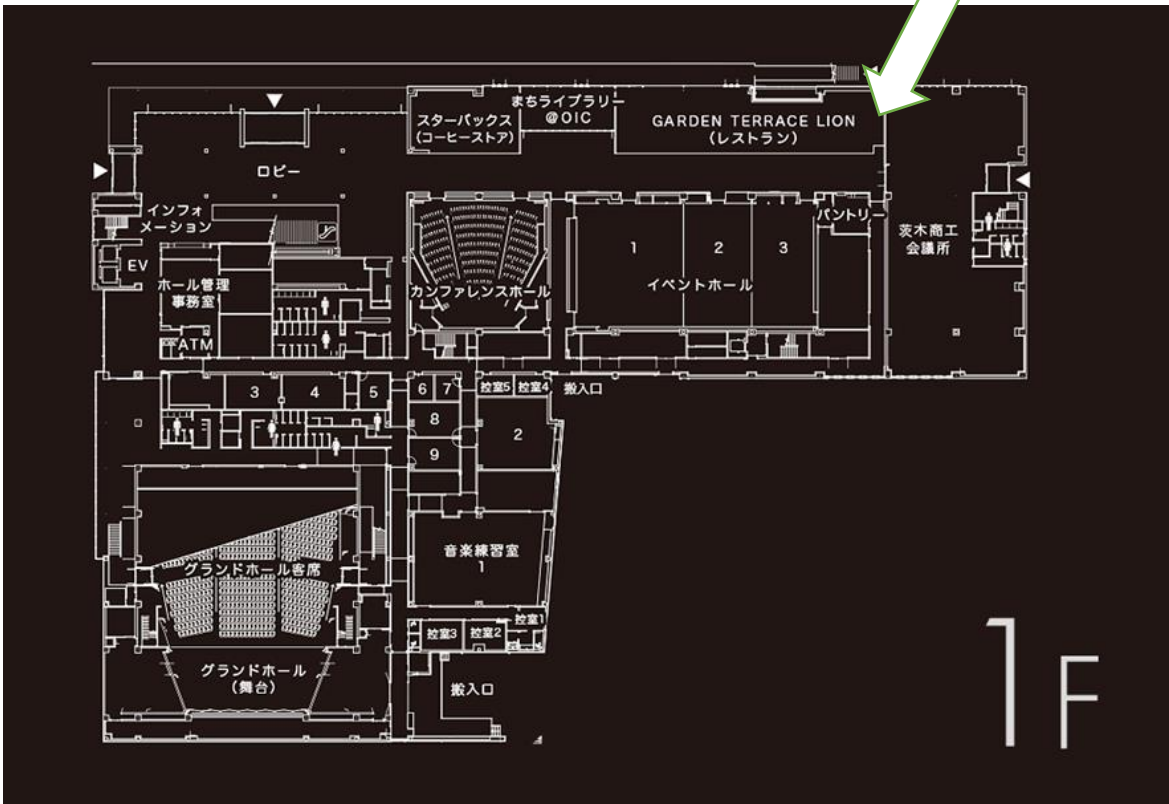 まちライブラリー
@OIC
スターバックス
(コーヒーストア)
GARDEN TERRACE LION
(レストラン)
ロビー
インフォ
メーション
EV
ホール管理
事務室
ATM
カンファレンスホール
1
2
3
イベントホール
パントリー
茨木商工
会議所
3
4
5
6
7
8
9
控室5
控室4
搬入口
2
音楽練習室
1
グランドホール客席
控室1
控室3
控室2
グランドホール
(舞台)
搬入口
1F